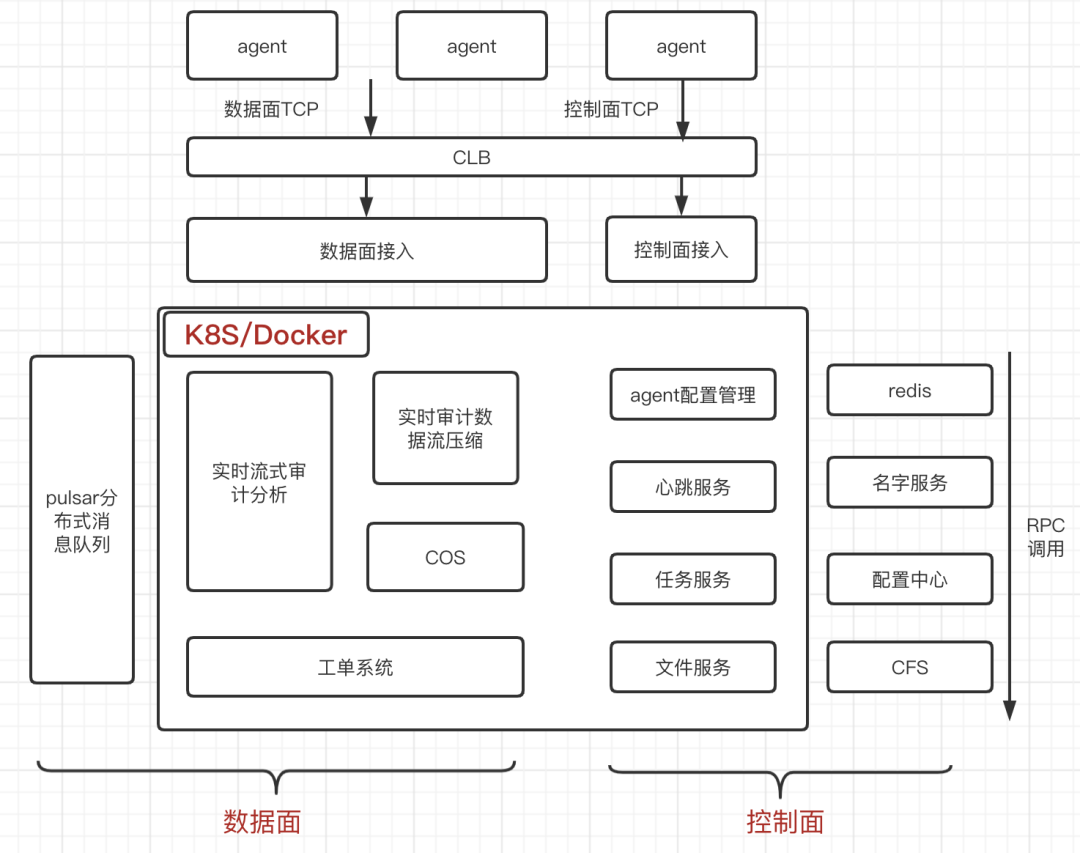 agent
agent
agent
数据面TCP
控制面TCP
CLB
数据面接入
控制面接入
K8S/Docker
pulsar分
布式消
息队列
实时流式审
计分析
实时审计数
据流压缩
COS
工单系统
agent配置管理
心跳服务
任务服务
文件服务
redis
名字服务
配置中心
CFS
RPC
调用
数据面
控制面